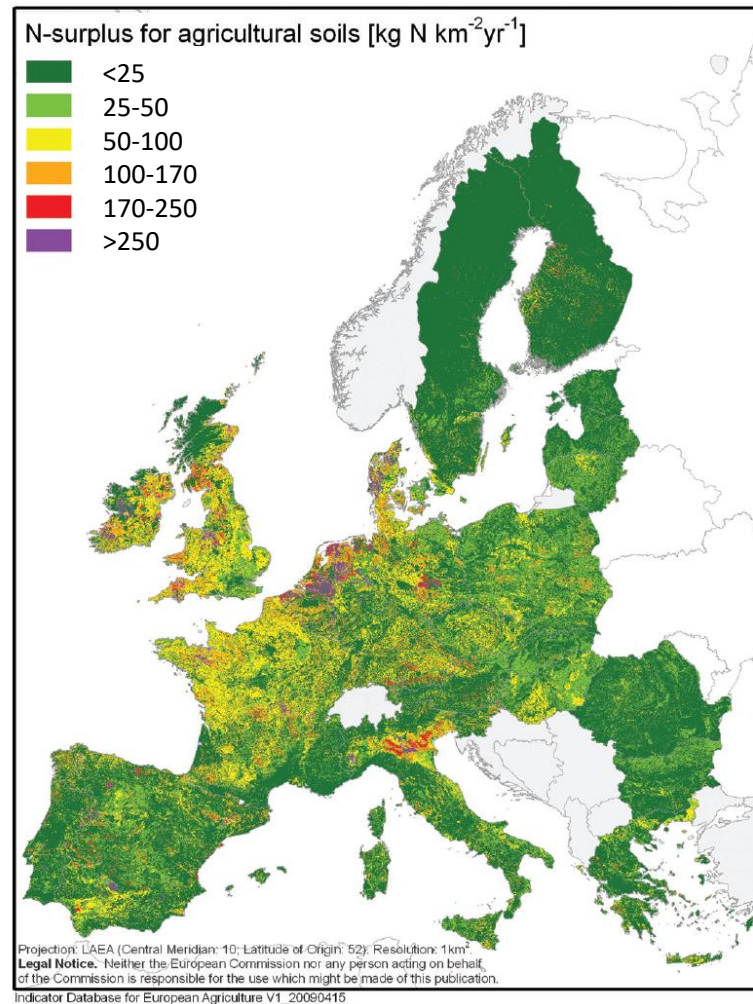 N-surplus for agricultural soils [kg N km⁻²yr⁻¹]
<25
25-50
50-100
100-170
170-250
>250
Projection: LAEA (Central Meridian: 10; Latitude of Origin: 52). Resolution: 1km².
Legal Notice. Neither the European Commission nor any person acting on behalf
of the Commission is responsible for the use which might be made of this publication.
Indicator Database for European Agriculture V1_20090415